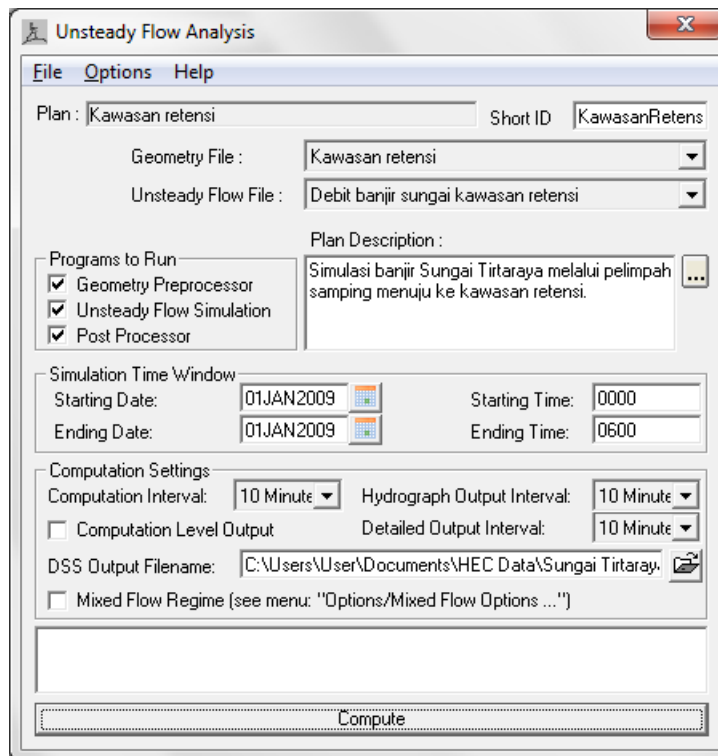 Unsteady Flow Analysis
File Options Help
Plan : Kawasan retensi Short ID KawasanRetens
Geometry File : Kawasan retensi
Unsteady Flow File : Debit banjir sungai kawasan retensi
Plan Description :
Programs to Run
Geometry Preprocessor
Unsteady Flow Simulation
Post Processor
Simulasi banjir Sungai Tirtaraya melalui pelimpah
samping menuju ke kawasan retensi.
...
Simulation Time Window
Starting Date: 01JAN2009 Starting Time: 0000
Ending Date: 01JAN2009 Ending Time: 0600
Computation Settings
Computation Interval: 10 Minute Hydrograph Output Interval: 10 Minute
Computation Level Output Detailed Output Interval: 10 Minute
DSS Output Filename: C:\Users\User\Documents\HEC Data\Sungai Tirtaray
Mixed Flow Regime (see menu: "Options/Mixed Flow Options ...")
Compute